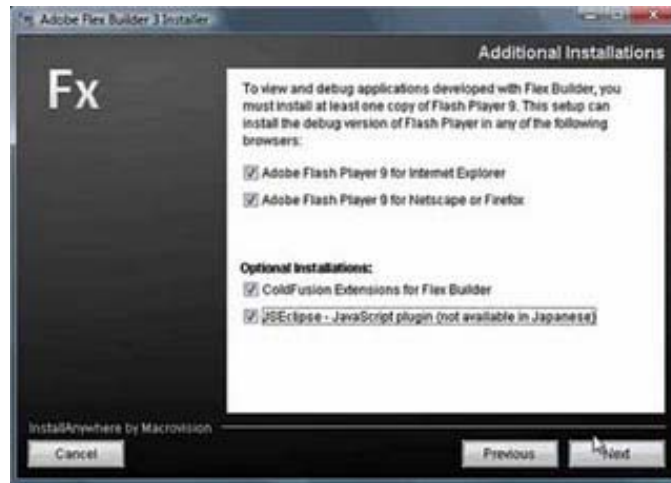 Adobe Flex Builder 3 Installer
Additional Installations
Fx
To view and debug applications developed with Flex Builder, you
must install at least one copy of Flash Player 9. This setup can
install the debug version of Flash Player in any of the following
browsers:
Adobe Flash Player 9 for Internet Explorer
Adobe Flash Player 9 for Netscape or Firefox
Optional Installations:
ColdFusion Extensions for Flex Builder
JSEclipse - JavaScript plugin (not available in Japanese)
InstallAnywhere by Macrovision
Cancel
Previous
Next